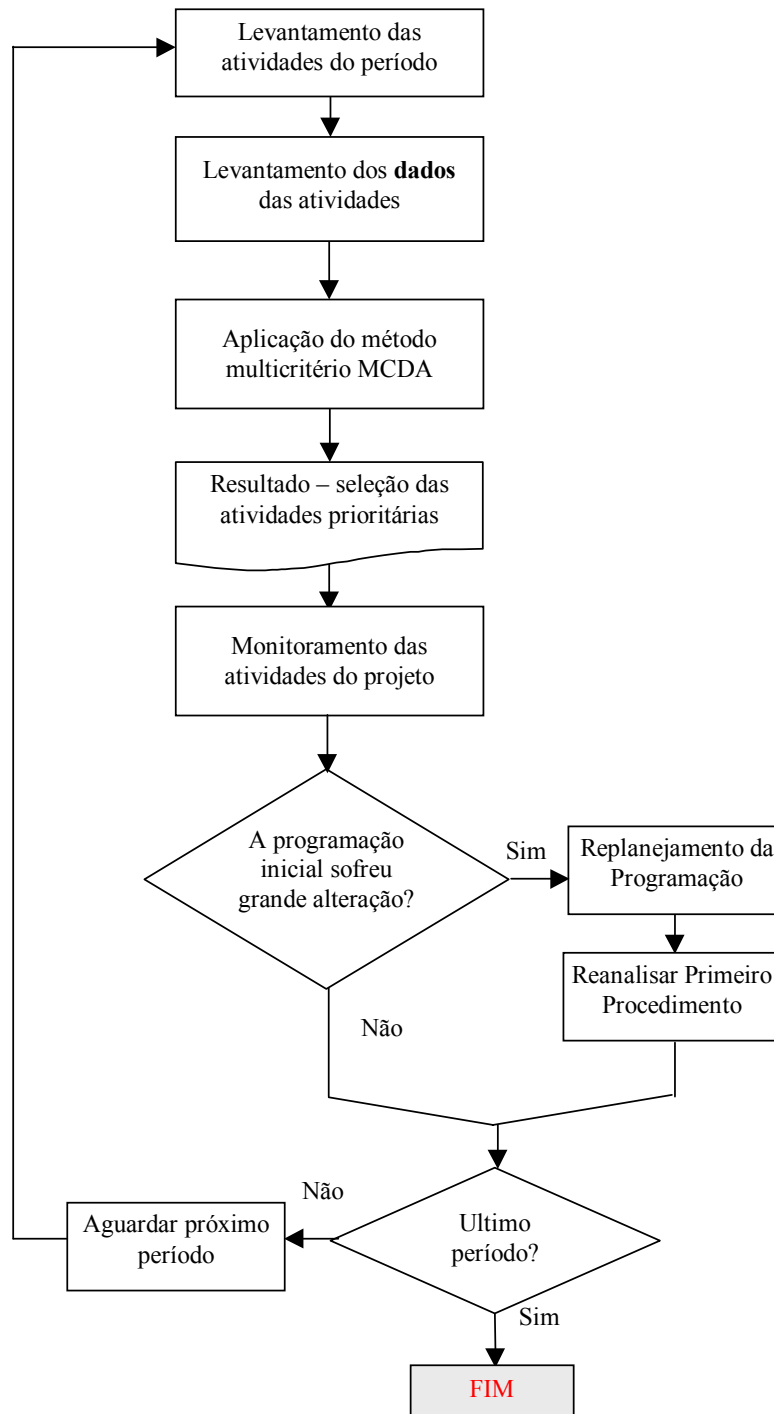 Levantamento das
atividades do período
Levantamento dos dados
das atividades
Aplicação do método
multicritério MCDA
Resultado – seleção das
atividades prioritárias
Monitoramento das
atividades do projeto
A programação
inicial sofreu
grande alteração?
Sim
Replanejamento da
Programação
Reanalisar Primeiro
Procedimento
Não
Não
Aguardar próximo
período
Ultimo
período?
Sim
FIM